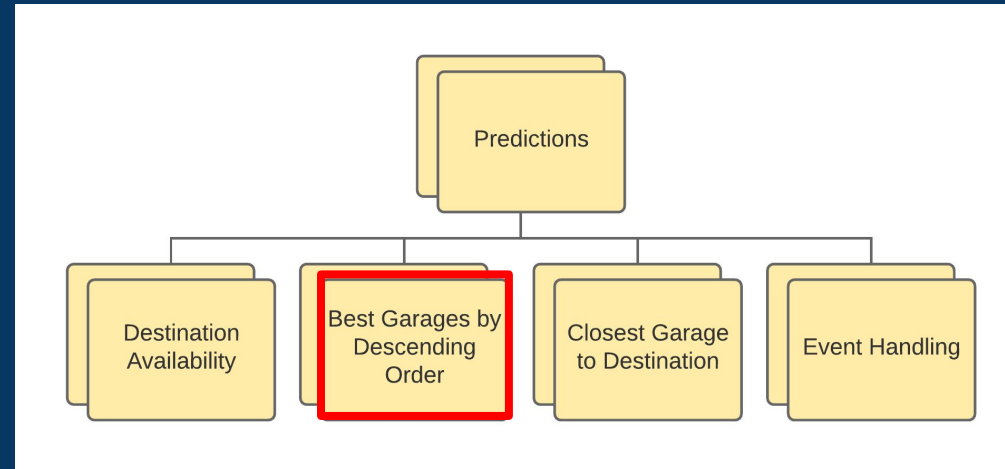 Predictions
Destination
Availability
Best Garages by
Descending
Order
Closest Garage
to Destination
Event Handling